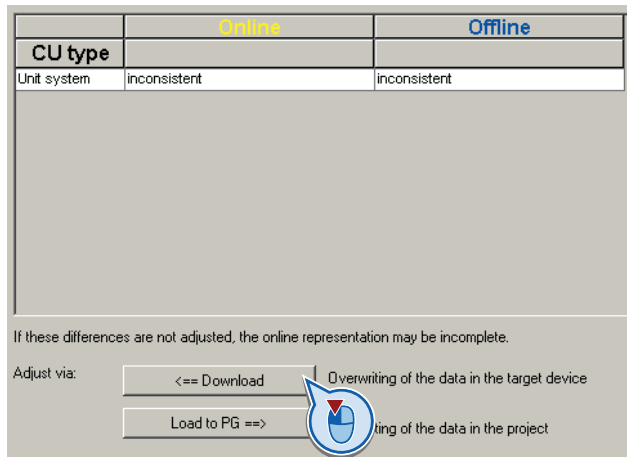 Online Offline
CU type
Unit system inconsistent inconsistent
If these differences are not adjusted, the online representation may be incomplete.
Adjust via: <== Download Overwriting of the data in the target device
Load to PG ==> ting of the data in the project